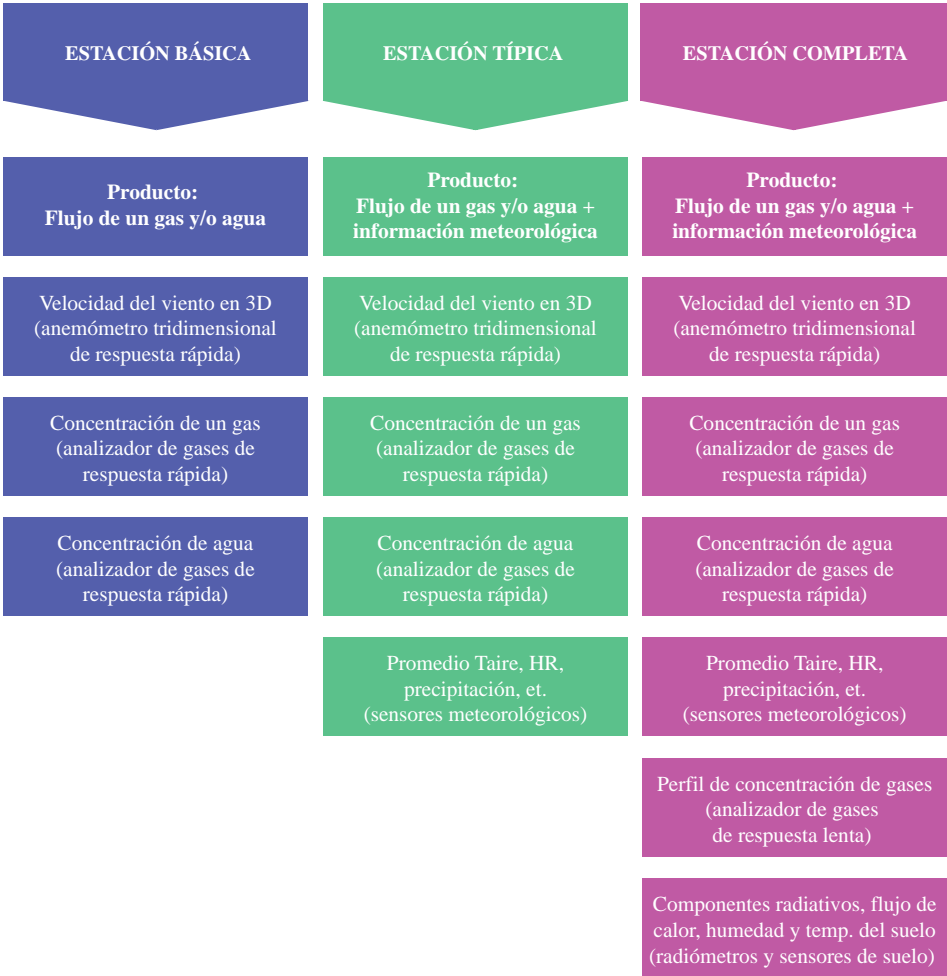 ESTACIÓN BÁSICA
Producto:
Flujo de un gas y/o agua
Velocidad del viento en 3D
(anemómetro tridimensional
de respuesta rápida)
Concentración de un gas
(analizador de gases de
respuesta rápida)
Concentración de agua
(analizador de gases de
respuesta rápida)
ESTACIÓN TÍPICA
Producto:
Flujo de un gas y/o agua +
información meteorológica
Velocidad del viento en 3D
(anemómetro tridimensional
de respuesta rápida)
Concentración de un gas
(analizador de gases de
respuesta rápida)
Concentración de agua
(analizador de gases de
respuesta rápida)
Promedio Taire, HR,
precipitación, et.
(sensores meteorológicos)
ESTACIÓN COMPLETA
Producto:
Flujo de un gas y/o agua +
información meteorológica
Velocidad del viento en 3D
(anemómetro tridimensional
de respuesta rápida)
Concentración de un gas
(analizador de gases de
respuesta rápida)
Concentración de agua
(analizador de gases de
respuesta rápida)
Promedio Taire, HR,
precipitación, et.
(sensores meteorológicos)
Perfil de concentración de gases
(analizador de gases
de respuesta lenta)
Componentes radiativos, flujo de
calor, humedad y temp. del suelo
(radiómetros y sensores de suelo)